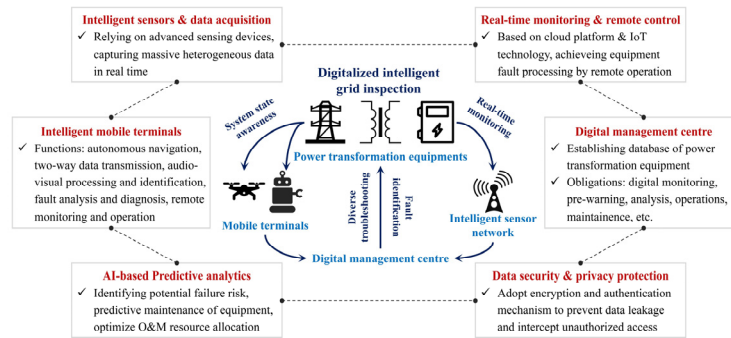 Intelligent sensors & data acquisition
✓ Relying on advanced sensing devices,
capturing massive heterogeneous data
in real time
Real-time monitoring & remote control
✓ Based on cloud platform & IoT
technology, achieveing equipment
fault processing by remote operation
Digitalized intelligent
grid inspection
System state
awareness
Real-time
monitoring
Power transformation equipments
Intelligent mobile terminals
✓ Functions: autonomous navigation,
two-way data transmission, audio-
visual processing and identification,
fault analysis and diagnosis, remote
monitoring and operation
Digital management centre
✓ Establishing database of power
transformation equipment
✓ Obligations: digital monitoring,
pre-warning, analysis, operations,
maintainence, etc.
Diverse
troubleshooting
Fault
identification
Mobile terminals
Intelligent sensor
network
Digital management centre
AI-based Predictive analytics
✓ Identifying potential failure risk,
predictive maintenance of equipment,
optimize O&M resource allocation
Data security & privacy protection
✓ Adopt encryption and authentication
mechanism to prevent data leakage
and intercept unauthorized access